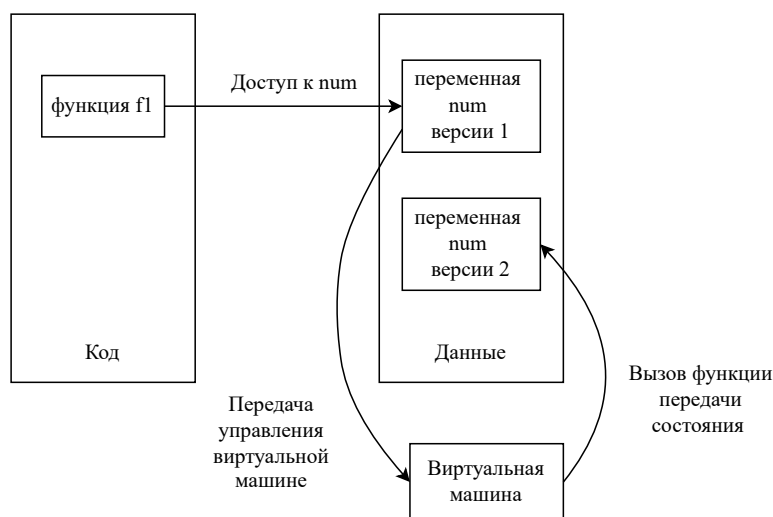 функция f1
Доступ к num
переменная
num
версии 1
переменная
num
версии 2
Код
Данные
Вызов функции
передачи
состояния
Передача
управления
виртуальной
машине
Виртуальная
машина